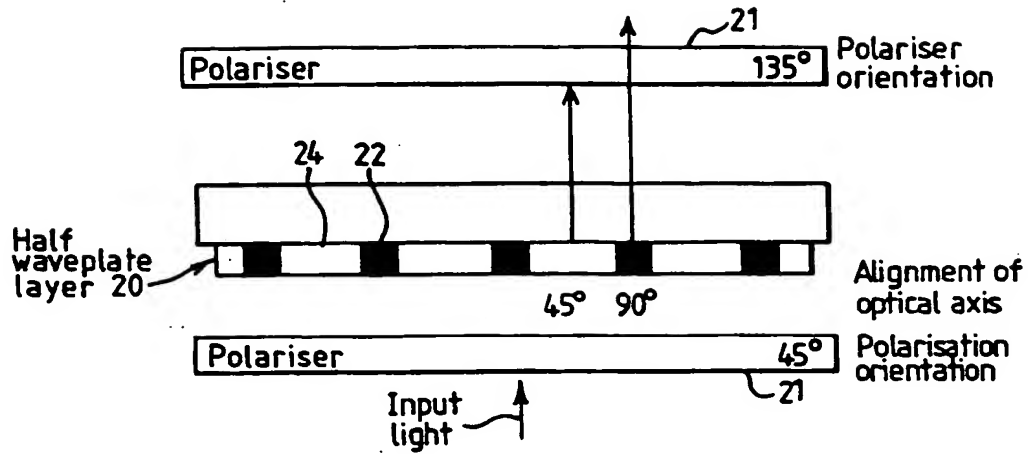 21
Polariser 135°
Polariser
orientation
24 22
Half
waveplate
layer 20
45° 90°
Alignment of
optical axis
Polariser 45°
Polarisation
orientation
21
Input
light